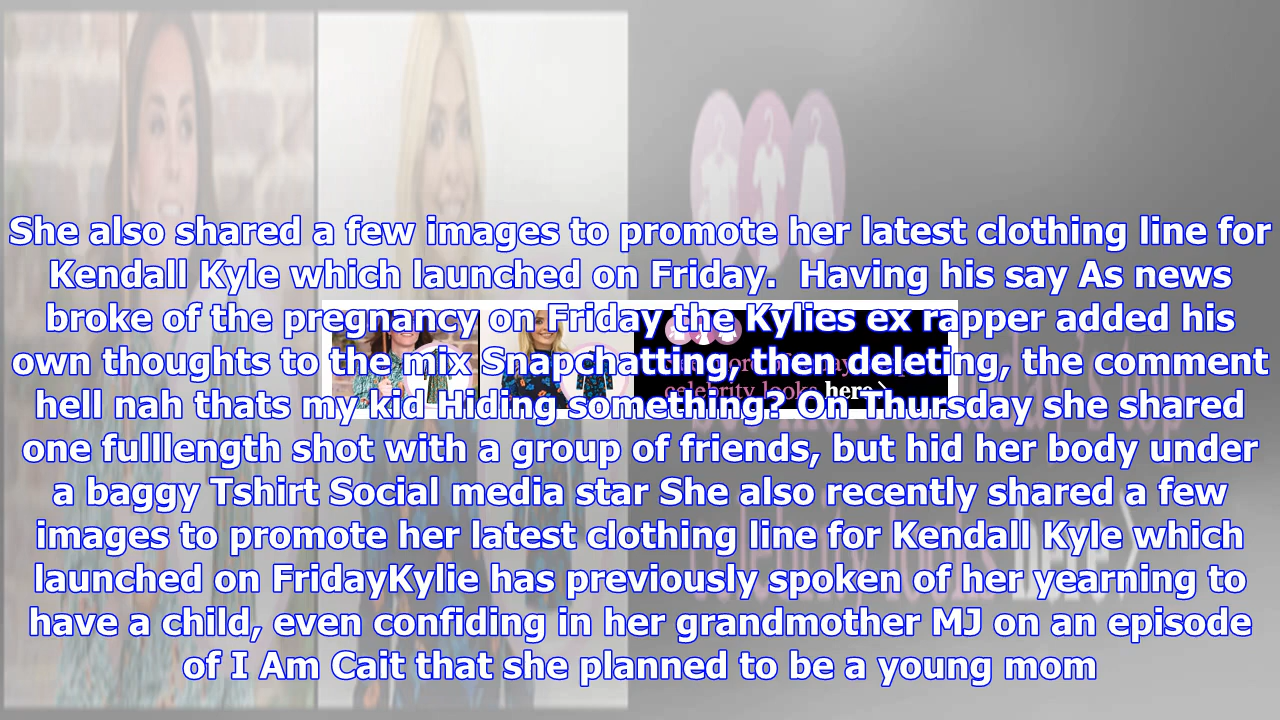 She also shared a few images to promote her latest clothing line for
Kendall Kyle which launched on Friday.  Having his say As news
broke of the pregnancy on Friday the Kylies ex rapper added his
own thoughts to the mix Snapchatting, then deleting, the comment
hell nah thats my kid Hiding something? On Thursday she shared
one fulllength shot with a group of friends, but hid her body under
a baggy Tshirt Social media star She also recently shared a few
images to promote her latest clothing line for Kendall Kyle which
launched on FridayKylie has previously spoken of her yearning to
have a child, even confiding in her grandmother MJ on an episode
of I Am Cait that she planned to be a young mom
celebrity looks here